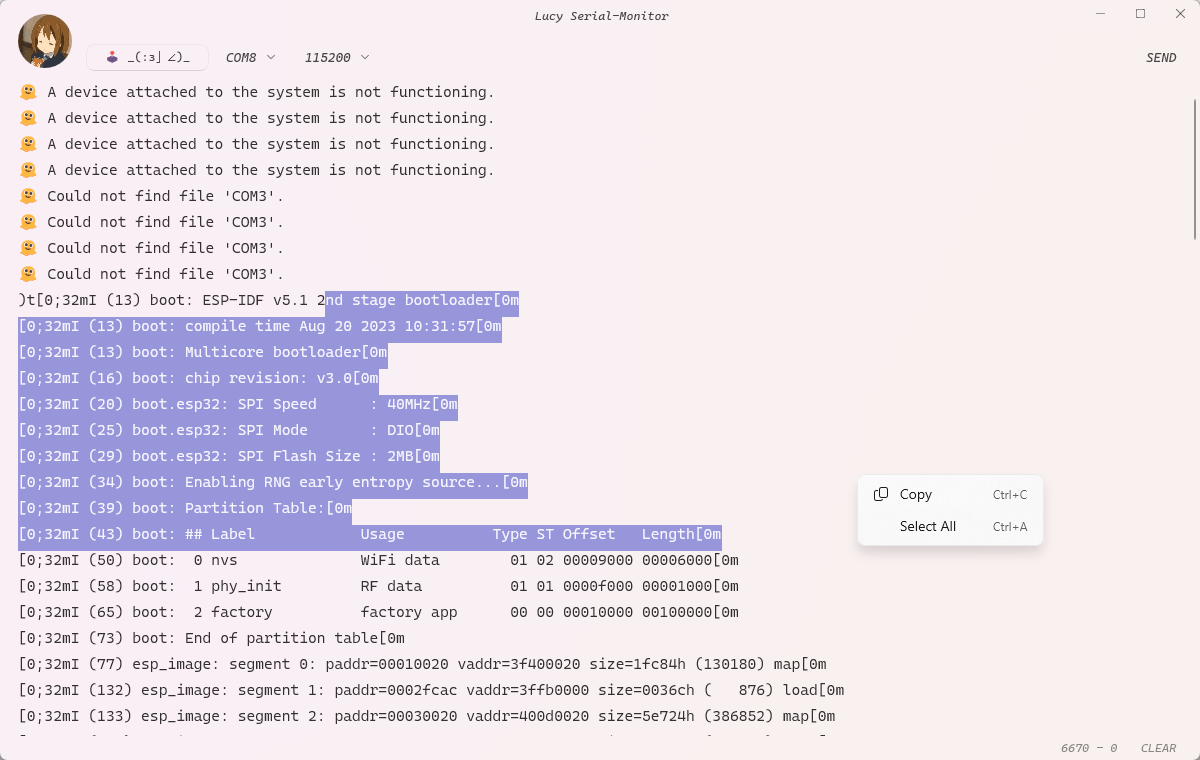 Lucy Serial-Monitor
_(:з」∠)_ COM8 115200 SEND
A device attached to the system is not functioning.
A device attached to the system is not functioning.
A device attached to the system is not functioning.
A device attached to the system is not functioning.
Could not find file 'COM3'.
Could not find file 'COM3'.
Could not find file 'COM3'.
Could not find file 'COM3'.
)t[0;32mI (13) boot: ESP-IDF v5.1 2nd stage bootloader[0m
[0;32mI (13) boot: compile time Aug 20 2023 10:31:57[0m
[0;32mI (13) boot: Multicore bootloader[0m
[0;32mI (16) boot: chip revision: v3.0[0m
[0;32mI (20) boot.esp32: SPI Speed      : 40MHz[0m
[0;32mI (25) boot.esp32: SPI Mode       : DIO[0m
[0;32mI (29) boot.esp32: SPI Flash Size : 2MB[0m
[0;32mI (34) boot: Enabling RNG early entropy source...[0m
[0;32mI (39) boot: Partition Table:[0m
[0;32mI (43) boot: ## Label            Usage          Type ST Offset   Length[0m
[0;32mI (50) boot:  0 nvs              WiFi data        01 02 00009000 00006000[0m
[0;32mI (58) boot:  1 phy_init         RF data          01 01 0000f000 00001000[0m
[0;32mI (65) boot:  2 factory          factory app      00 00 00010000 00100000[0m
[0;32mI (73) boot: End of partition table[0m
[0;32mI (77) esp_image: segment 0: paddr=00010020 vaddr=3f400020 size=1fc84h (130180) map[0m
[0;32mI (132) esp_image: segment 1: paddr=0002fcac vaddr=3ffb0000 size=0036ch (   876) load[0m
[0;32mI (133) esp_image: segment 2: paddr=00030020 vaddr=400d0020 size=5e724h (386852) map[0m
Copy Ctrl+C
Select All Ctrl+A
6670 - 0 CLEAR